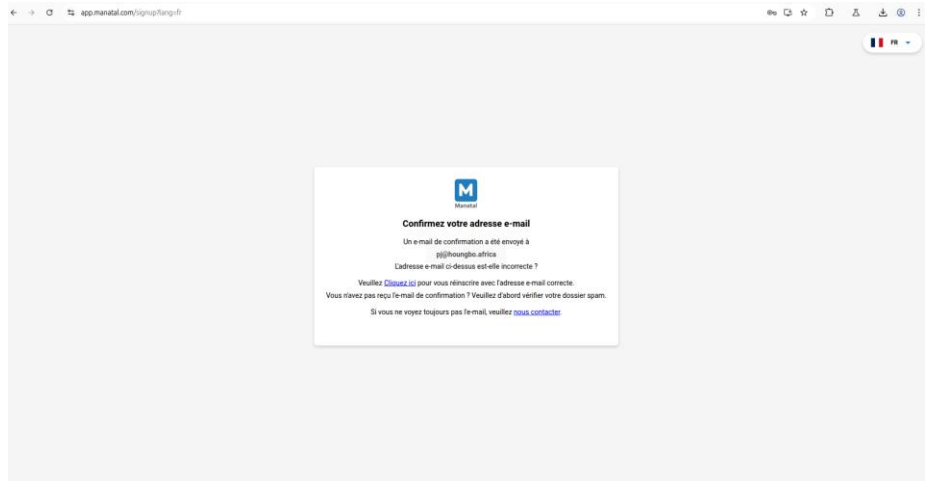 app.manatal.com/signup?lang=fr
FR
M
Manatal
Confirmez votre adresse e-mail
Un e-mail de confirmation a été envoyé à
pj@houngbo.africa
L'adresse e-mail ci-dessus est-elle incorrecte ?
Veuillez Cliquez ici pour vous réinscrire avec l'adresse e-mail correcte.
Vous n'avez pas reçu l'e-mail de confirmation ? Veuillez d'abord vérifier votre dossier spam.
Si vous ne voyez toujours pas l'e-mail, veuillez nous contacter.